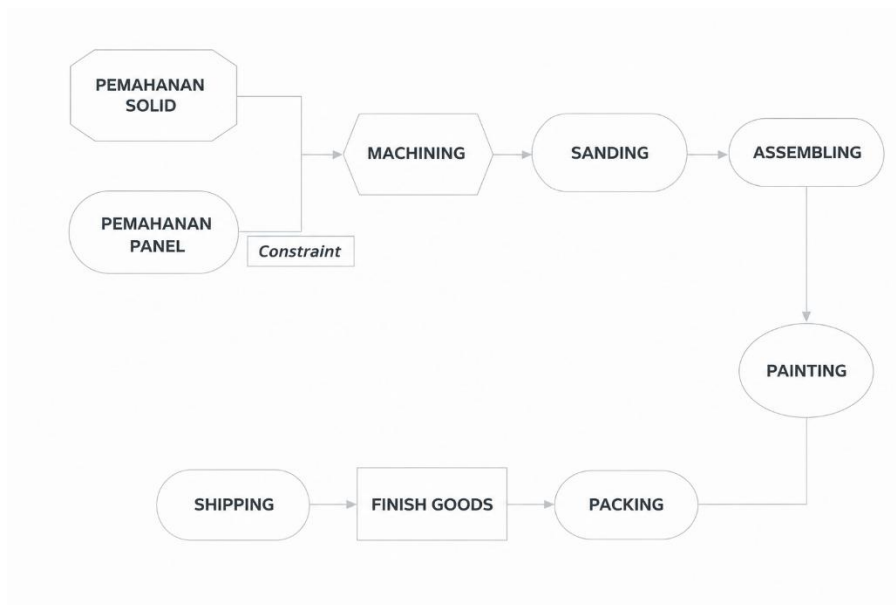 PEMAHANAN
SOLID
MACHINING
SANDING
ASSEMBLING
PEMAHANAN
PANEL
Constraint
PAINTING
SHIPPING
FINISH GOODS
PACKING